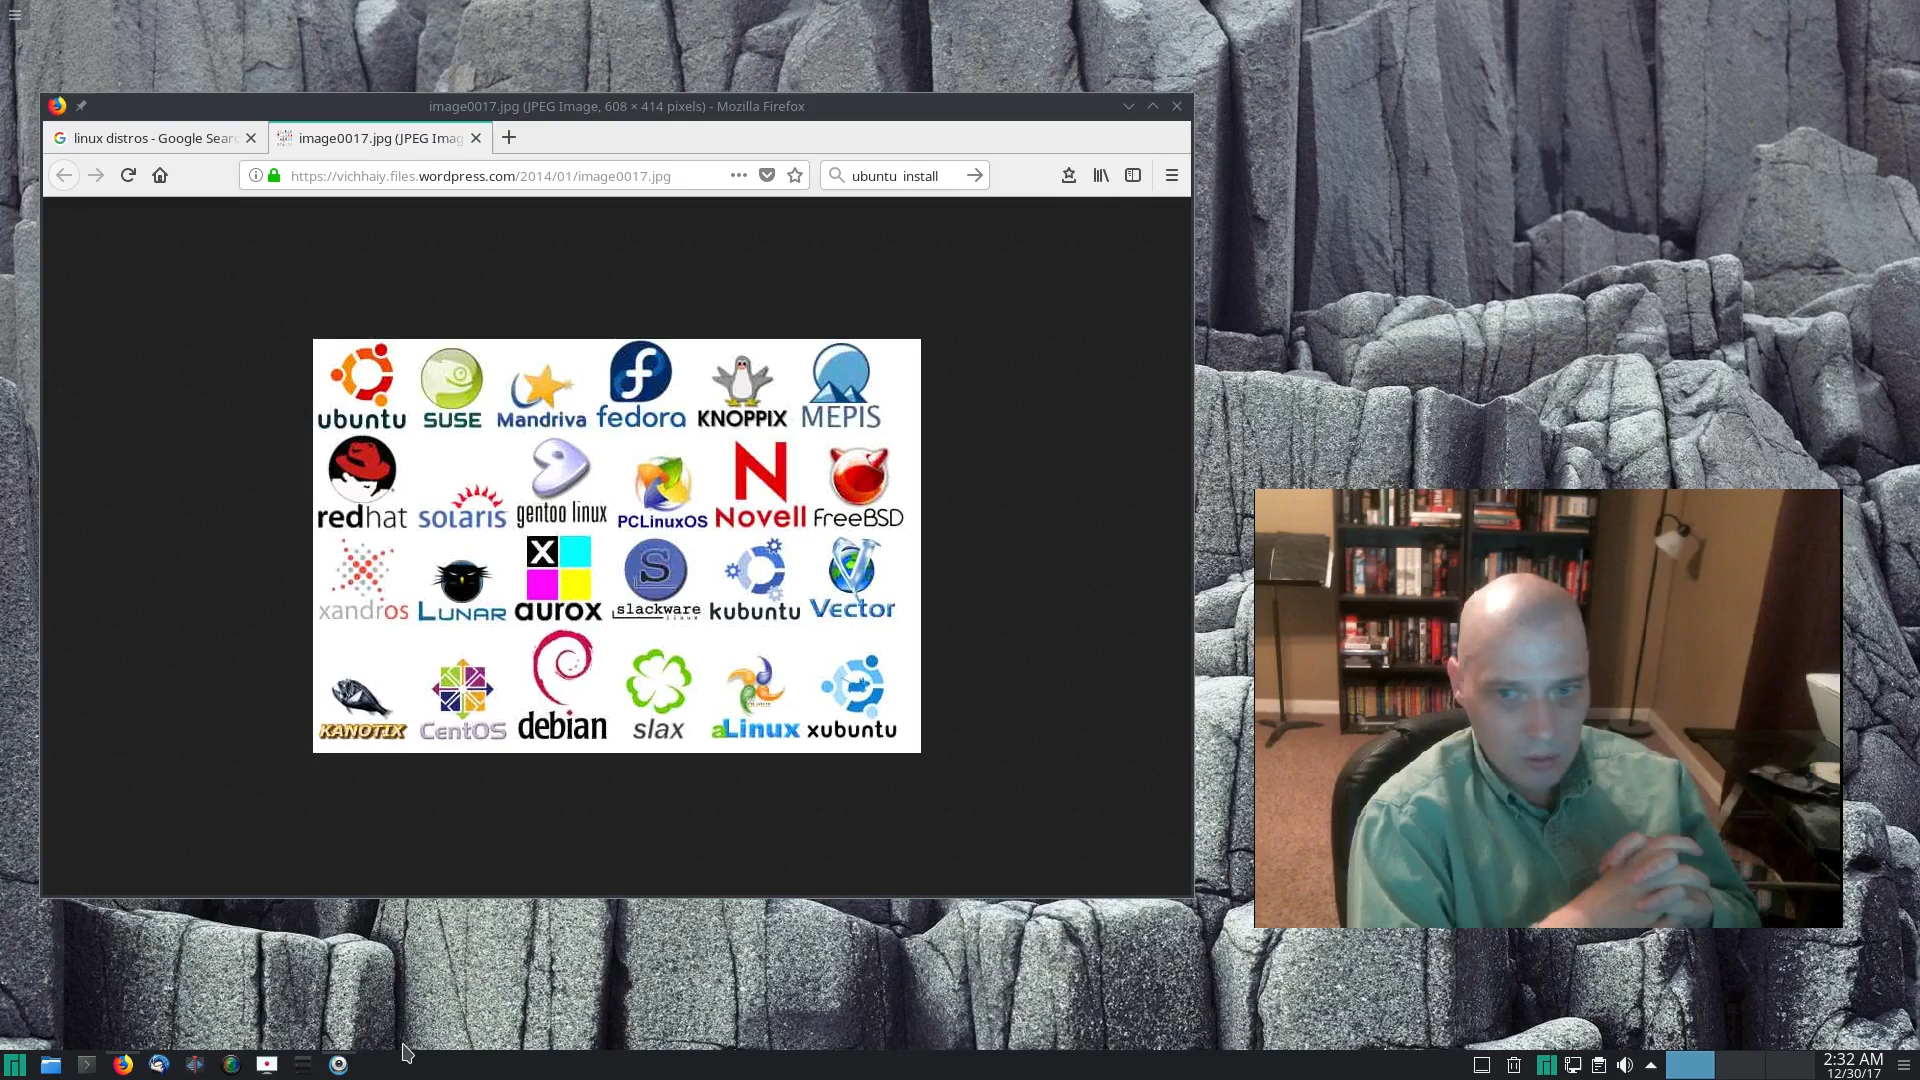 image0017.jpg (JPEG Image, 608 × 414 pixels) - Mozilla Firefox
linux distros - Google Searc
image0017.jpg (JPEG Imag
https://vichhaiy.files.wordpress.com/2014/01/image0017.jpg
ubuntu install
ubuntu SUSE Mandriva fedora KNOPPIX MEPIS
redhat solaris gentoo linux PCLinuxOS Novell FreeBSD
xandros LUNAR aurox slackware linux kubuntu Vector
KANOTIX CentOS debian slax aLinux xubuntu
2:32 AM
12/30/17